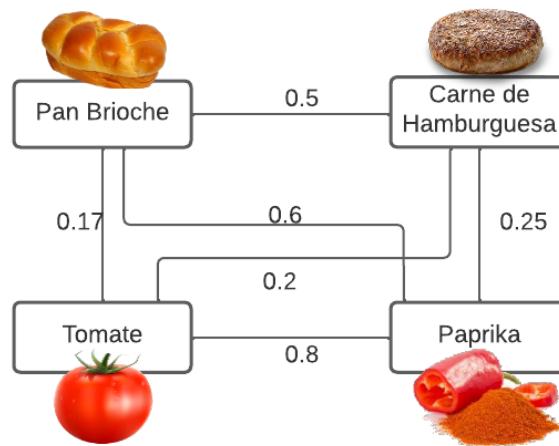 Pan Brioche
0.5
Carne de
Hamburguesa
0.17
0.6
0.25
0.2
Tomate
0.8
Paprika